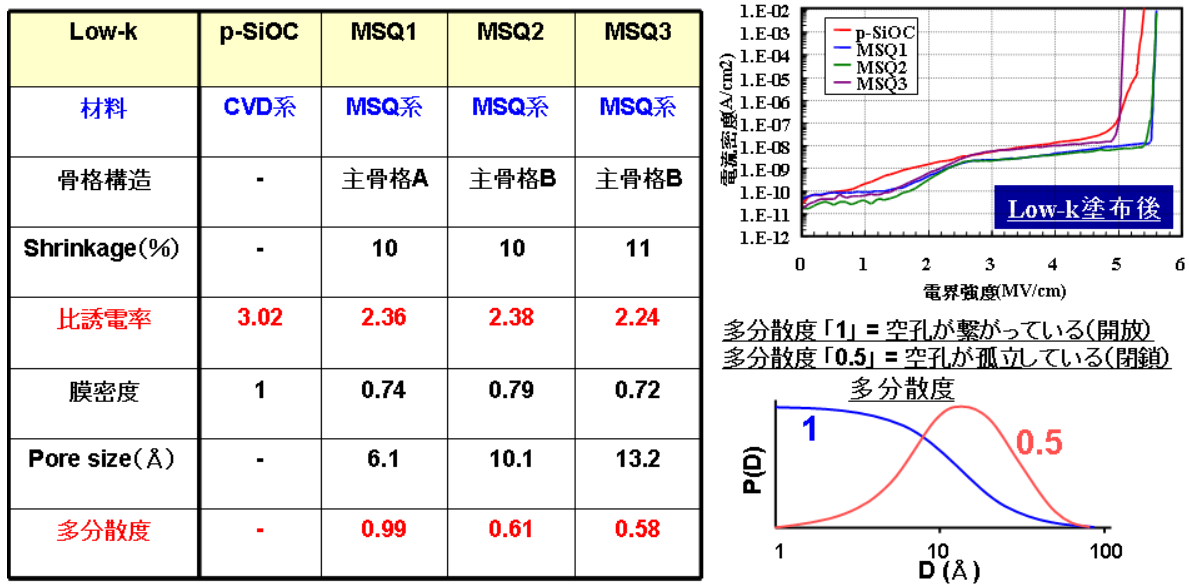 Low-k p-SiOC MSQ1 MSQ2 MSQ3
材料 CVD系 MSQ系 MSQ系 MSQ系
骨格構造 - 主骨格A 主骨格B 主骨格B
Shrinkage(%) - 10 10 11
比誘電率 3.02 2.36 2.38 2.24
膜密度 1 0.74 0.79 0.72
Pore size(Å) - 6.1 10.1 13.2
多分散度 - 0.99 0.61 0.58
1.E-02
1.E-03
1.E-04
1.E-05
1.E-06
1.E-07
1.E-08
1.E-09
1.E-10
1.E-11
1.E-12
電流密度(A/cm2)
p-SiOC
MSQ1
MSQ2
MSQ3
Low-k塗布後
0 1 2 3 4 5 6
電界強度(MV/cm)
多分散度「1」= 空孔が繋がっている(開放)
多分散度「0.5」= 空孔が孤立している(閉鎖)
多分散度
1
0.5
P(D)
1 10 100
D (Å)